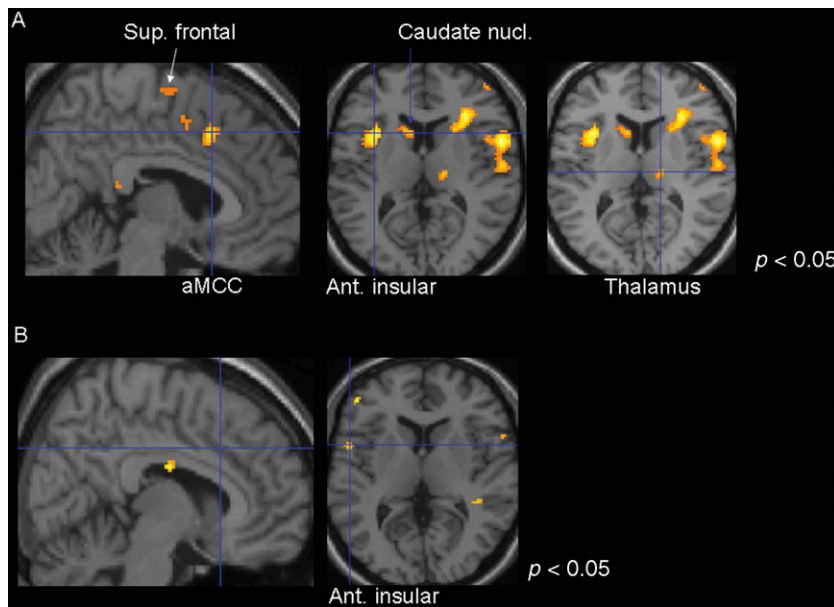 A
Sup. frontal
Caudate nucl.
aMCC
Ant. insular
Thalamus
p < 0.05
B
Ant. insular
p < 0.05